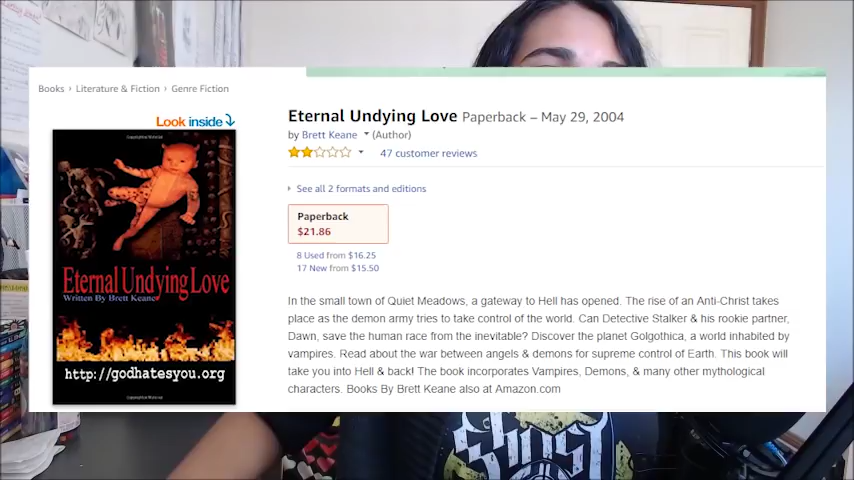 Books › Literature & Fiction › Genre Fiction
Look inside
Eternal Undying Love Paperback – May 29, 2004
by Brett Keane (Author)
47 customer reviews
See all 2 formats and editions
Paperback
$21.86
8 Used from $16.25
17 New from $15.50
Eternal Undying Love
Written By Brett Keane
http://godhatesyou.org
In the small town of Quiet Meadows, a gateway to Hell has opened. The rise of an Anti-Christ takes
place as the demon army tries to take control of the world. Can Detective Stalker & his rookie partner,
Dawn, save the human race from the inevitable? Discover the planet Golgothica, a world inhabited by
vampires. Read about the war between angels & demons for supreme control of Earth. This book will
take you into Hell & back! The book incorporates Vampires, Demons, & many other mythological
characters. Books By Brett Keane also at Amazon.com
Ghost